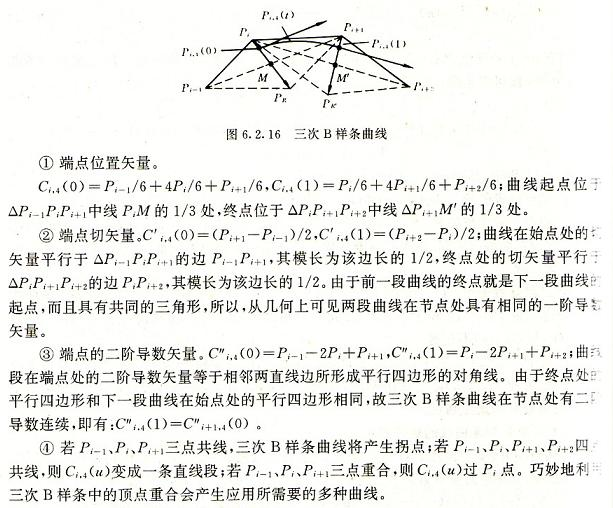 P_{i,4}(t)
P_i
P_{i+1}
P_{i,4}(0)
P_{i,4}(1)
M
M′
P_{i-1}
P_{i+2}
P_R
P_{R′}
图 6.2.16 三次 B 样条曲线
① 端点位置矢量。
C_{i,4}(0)=P_{i-1}/6+4P_i/6+P_{i+1}/6,C_{i,4}(1)=P_i/6+4P_{i+1}/6+P_{i+2}/6;曲线起点位于
ΔP_{i-1}P_iP_{i+1}中线 P_iM 的 1/3 处,终点位于 ΔP_iP_{i+1}P_{i+2}中线 ΔP_{i+1}M′ 的 1/3 处。
② 端点切矢量。C′_{i,4}(0)=(P_{i+1}-P_{i-1})/2,C′_{i,4}(1)=(P_{i+2}-P_i)/2;曲线在始点处的切
矢量平行于 ΔP_{i-1}P_iP_{i+1}的边 P_{i-1}P_{i+1},其模长为该边长的 1/2,终点处的切矢量平行于
ΔP_iP_{i+1}P_{i+2}的边 P_iP_{i+2},其模长为该边长的 1/2。由于前一段曲线的终点就是下一段曲线的
起点,而且具有共同的三角形,所以,从几何上可见两段曲线在节点处具有相同的一阶导数
矢量。
③ 端点的二阶导数矢量。C″_{i,4}(0)=P_{i-1}-2P_i+P_{i+1},C″_{i,4}(1)=P_i-2P_{i+1}+P_{i+2};曲线
段在端点处的二阶导数矢量等于相邻两直线边所形成平行四边形的对角线。由于终点处的
平行四边形和下一段曲线在始点处的平行四边形相同,故三次 B 样条曲线在节点处有二阶
导数连续,即有:C″_{i,4}(1)=C″_{i+1,4}(0) 。
④ 若 P_{i-1}、P_i、P_{i+1}三点共线,三次 B 样条曲线将产生拐点;若 P_{i-1}、P_i、P_{i+1}、P_{i+2}四点
共线,则 C_{i,4}(u)变成一条直线段;若 P_{i-1}、P_i、P_{i+1}三点重合,则 C_{i,4}(u)过 P_i 点。巧妙地利用
三次 B 样条中的顶点重合会产生应用所需要的多种曲线。